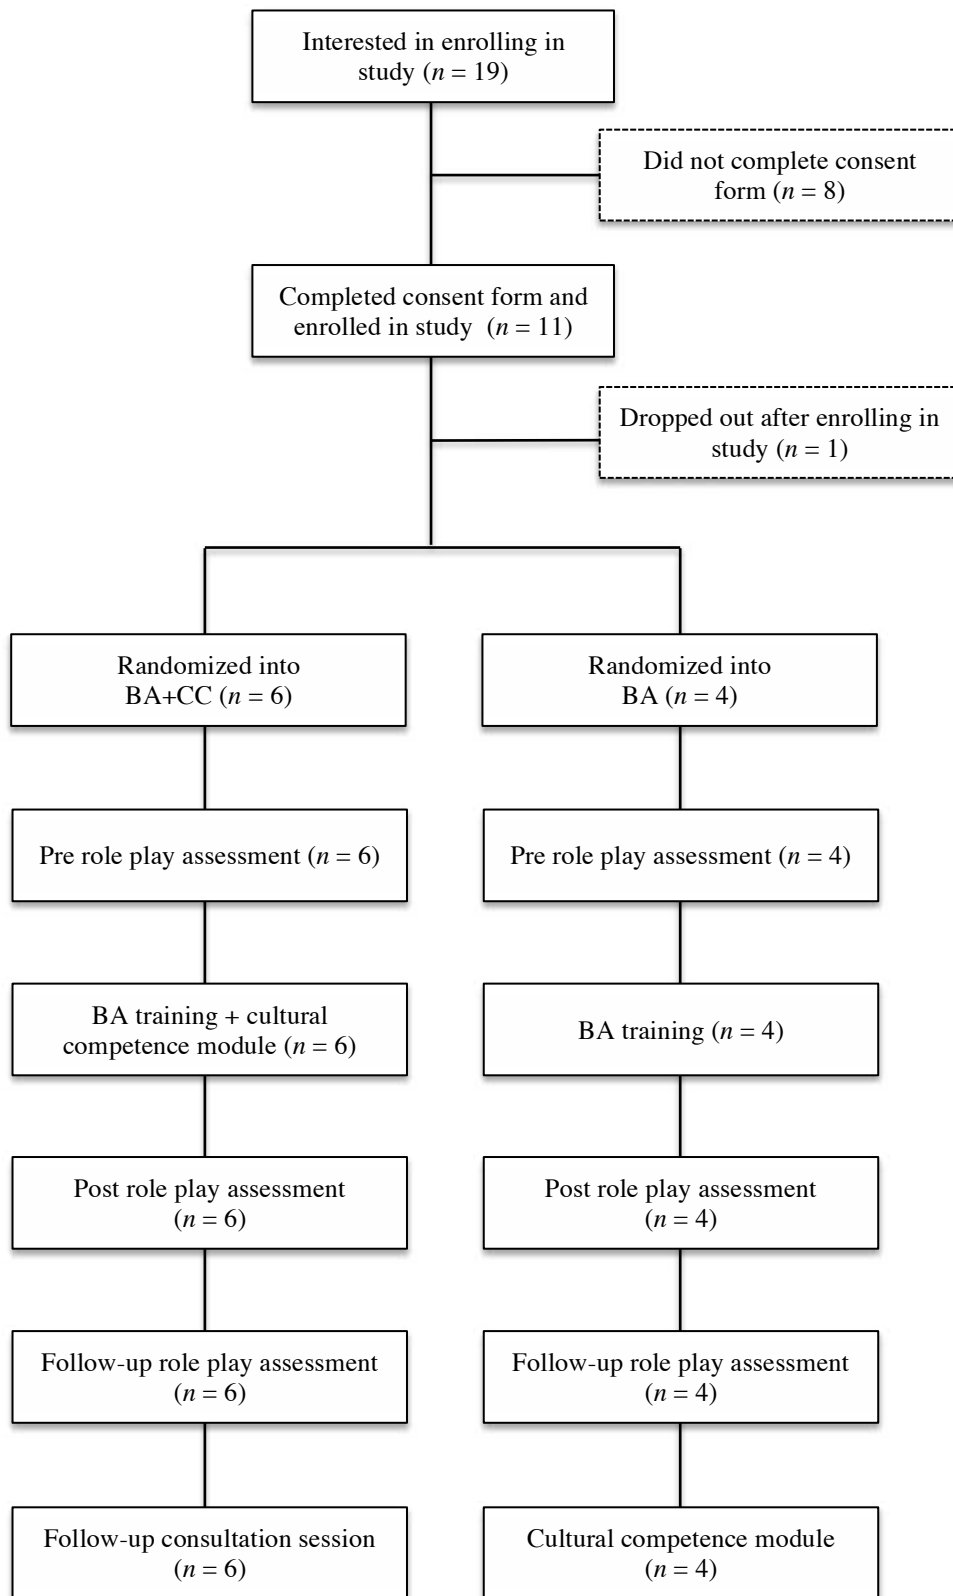 Interested in enrolling in
study (n = 19)
Did not complete consent
form (n = 8)
Completed consent form and
enrolled in study (n = 11)
Dropped out after enrolling in
study (n = 1)
Randomized into
BA+CC (n = 6)
Randomized into
BA (n = 4)
Pre role play assessment (n = 6)
Pre role play assessment (n = 4)
BA training + cultural
competence module (n = 6)
BA training (n = 4)
Post role play assessment
(n = 6)
Post role play assessment
(n = 4)
Follow-up role play assessment
(n = 6)
Follow-up role play assessment
(n = 4)
Follow-up consultation session
(n = 6)
Cultural competence module
(n = 4)